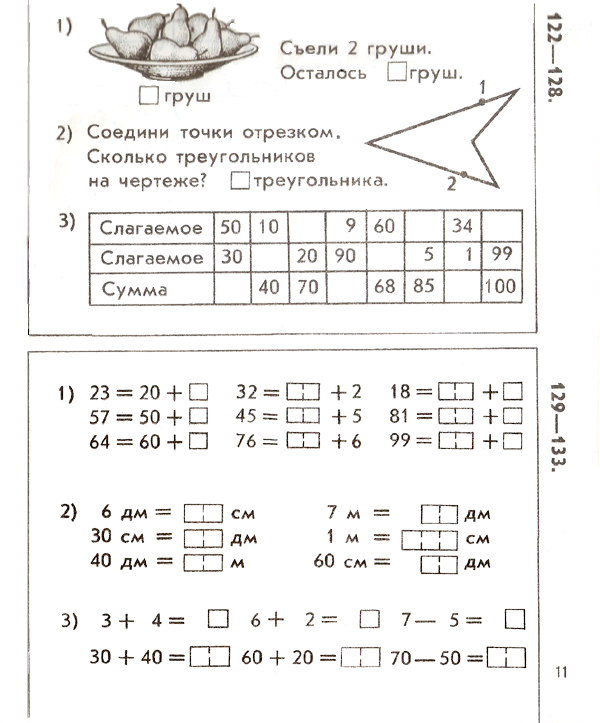 122—128.
1) Съели 2 груши.
Осталось □ груш.
□ груш
1
2) Соедини точки отрезком.
Сколько треугольников
на чертеже? □ треугольника.
2
3) Слагаемое 50 10 9 60 34
Слагаемое 30 20 90 5 1 99
Сумма 40 70 68 85 100
129—133.
1) 23 = 20 + □ 32 = □□ + 2 18 = □□ + □
57 = 50 + □ 45 = □□ + 5 81 = □□ + □
64 = 60 + □ 76 = □□ + 6 99 = □□ + □
2) 6 дм = □□ см 7 м = □□ дм
30 см = □□ дм 1 м = □□□ см
40 дм = □□ м 60 см = □□ дм
3) 3 + 4 = □ 6 + 2 = □ 7 — 5 = □
30 + 40 = □□ 60 + 20 = □□ 70 — 50 = □□
11